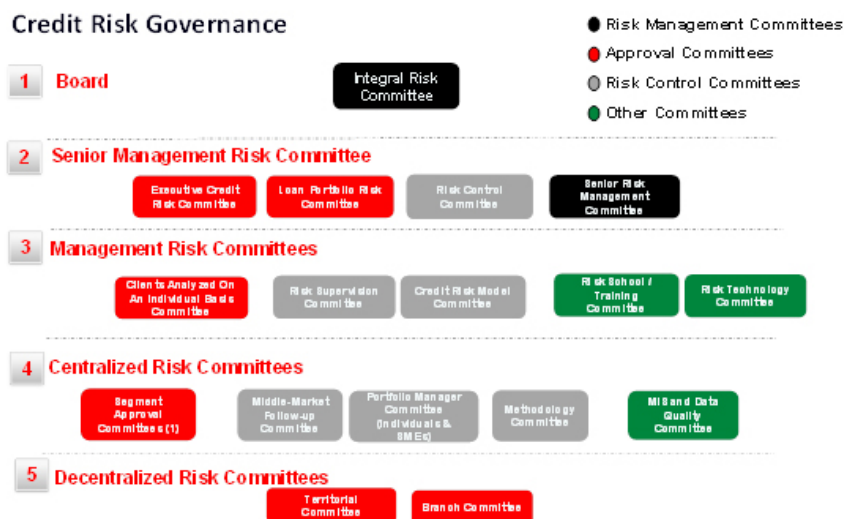 Credit Risk Governance
Risk Management Committees
Approval Committees
Risk Control Committees
Other Committees
1 Board
Integral Risk
Committee
2 Senior Management Risk Committee
Executive Credit
Risk Committee
Loan Portfolio Risk
Committee
Risk Control
Committee
Senior Risk
Management
Committee
3 Management Risk Committees
Clients Analyzed On
An Individual Basis
Committee
Risk Supervision
Committee
Credit Risk Model
Committee
Risk School /
Training
Committee
Risk Technology
Committee
4 Centralized Risk Committees
Segment
Approval
Committees (1)
Middle-Market
Follow-up
Committee
Portfolio Manager
Committee
(Individuals &
SMEs)
Methodology
Committee
MIS and Data
Quality
Committee
5 Decentralized Risk Committees
Territorial
Committee
Branch Committee